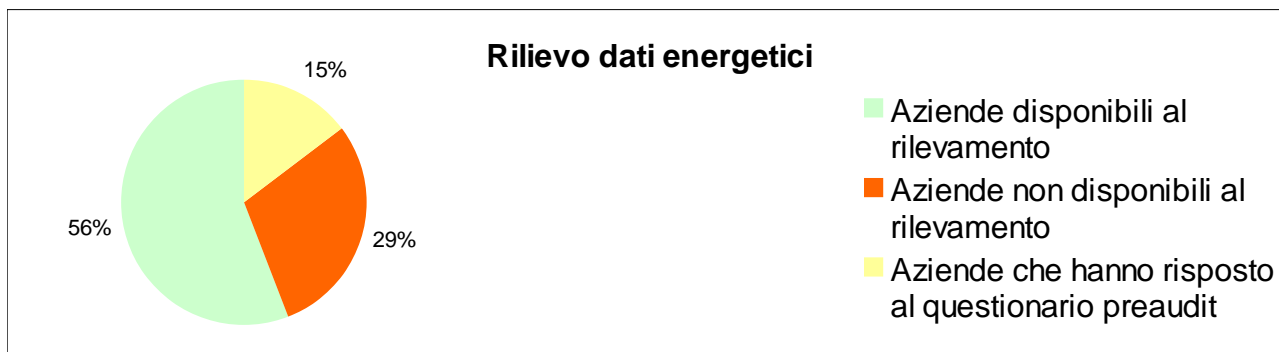 Rilievo dati energetici
15%
56%
29%
Aziende disponibili al
rilevamento
Aziende non disponibili al
rilevamento
Aziende che hanno risposto
al questionario preaudit